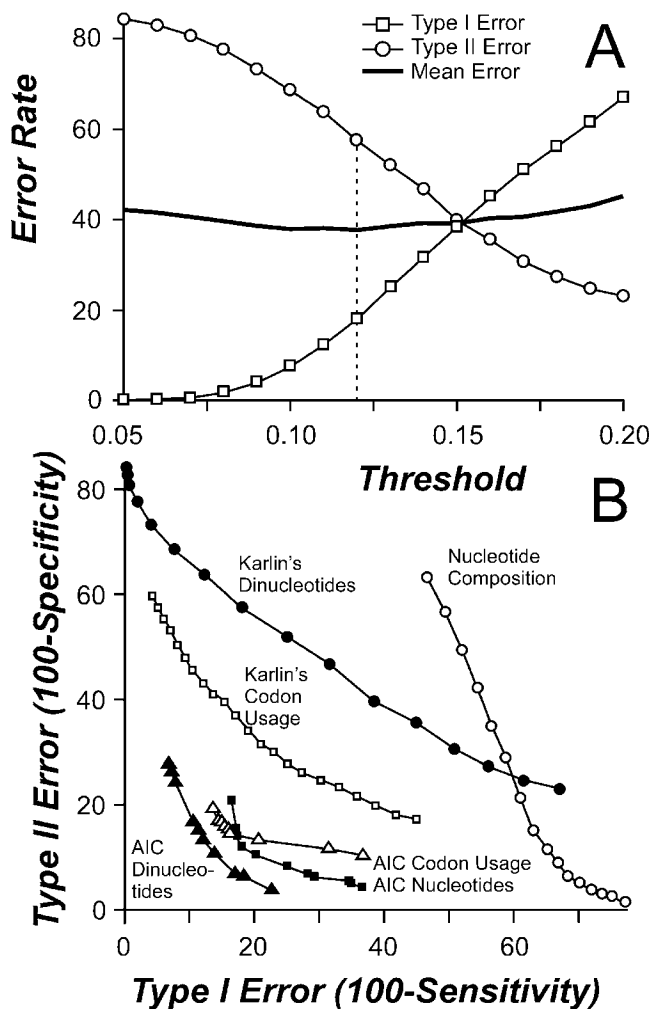 A
Type I Error
Type II Error
Mean Error
Error Rate
80
60
40
20
0
0.05
0.10
0.15
0.20
Threshold
B
Type II Error (100-Specificity)
80
60
40
20
0
Karlin's
Dinucleotides
Nucleotide
Composition
Karlin's
Codon
Usage
AIC
Dinucleo-
tides
AIC Codon Usage
AIC Nucleotides
0
20
40
60
Type I Error (100-Sensitivity)